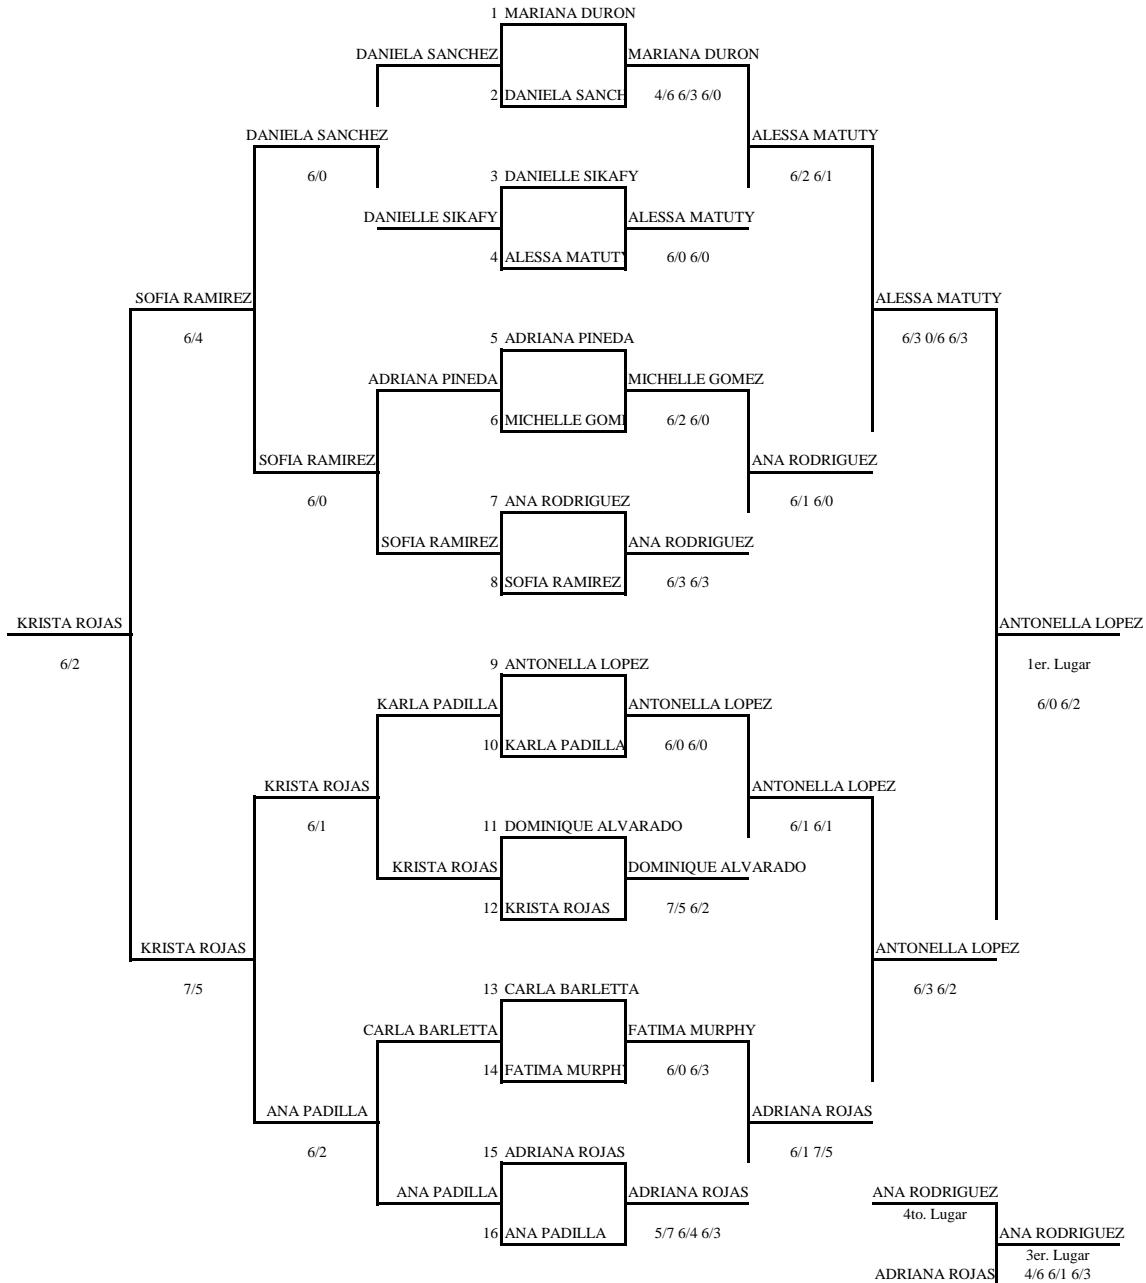 1 MARIANA DURON
DANIELA SANCHEZ MARIANA DURON
2 DANIELA SANCH 4/6 6/3 6/0
DANIELA SANCHEZ ALESSA MATUTY
6/0 3 DANIELLE SIKAFY 6/2 6/1
DANIELLE SIKAFY ALESSA MATUTY
4 ALESSA MATUTY 6/0 6/0
SOFIA RAMIREZ ALESSA MATUTY
6/4 5 ADRIANA PINEDA 6/3 0/6 6/3
ADRIANA PINEDA MICHELLE GOMEZ
6 MICHELLE GOM 6/2 6/0
SOFIA RAMIREZ ANA RODRIGUEZ
6/0 7 ANA RODRIGUEZ 6/1 6/0
SOFIA RAMIREZ ANA RODRIGUEZ
8 SOFIA RAMIREZ 6/3 6/3
KRISTA ROJAS ANTONELLA LOPEZ
6/2 9 ANTONELLA LOPEZ 1er. Lugar
KARLA PADILLA ANTONELLA LOPEZ 6/0 6/2
10 KARLA PADILLA 6/0 6/0
KRISTA ROJAS ANTONELLA LOPEZ
6/1 11 DOMINIQUE ALVARADO 6/1 6/1
KRISTA ROJAS DOMINIQUE ALVARADO
12 KRISTA ROJAS 7/5 6/2
KRISTA ROJAS ANTONELLA LOPEZ
7/5 13 CARLA BARLETTA 6/3 6/2
CARLA BARLETTA FATIMA MURPHY
14 FATIMA MURPHY 6/0 6/3
ANA PADILLA ADRIANA ROJAS
6/2 15 ADRIANA ROJAS 6/1 7/5
ANA PADILLA ADRIANA ROJAS ANA RODRIGUEZ
4to. Lugar
16 ANA PADILLA 5/7 6/4 6/3 ANA RODRIGUEZ
3er. Lugar
ADRIANA ROJAS 4/6 6/1 6/3